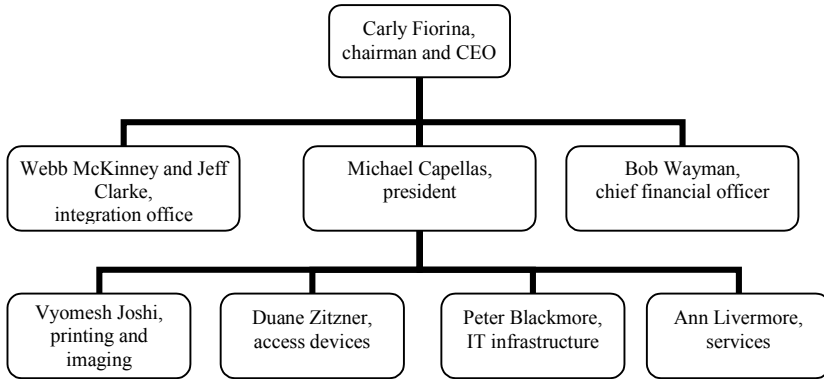 Carly Fiorina,
chairman and CEO
Webb McKinney and Jeff
Clarke,
integration office
Michael Capellas,
president
Bob Wayman,
chief financial officer
Vyomesh Joshi,
printing and
imaging
Duane Zitzner,
access devices
Peter Blackmore,
IT infrastructure
Ann Livermore,
services